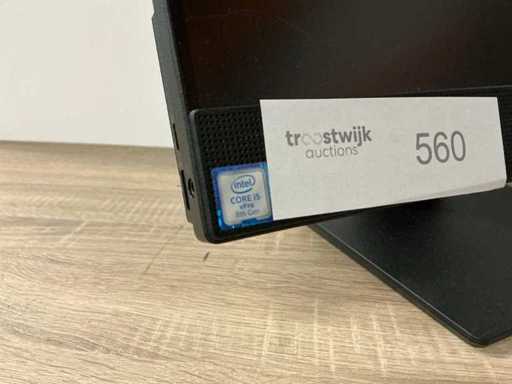 troostwijk
auctions
560
intel
CORE i5
vPro
8th Gen